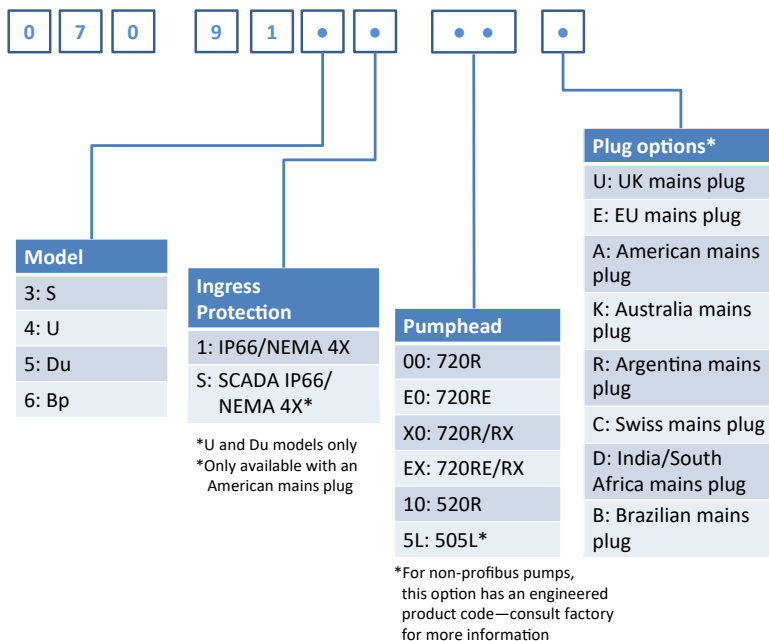 0 7 0 9 1 • • • • •
Model
3: S
4: U
5: Du
6: Bp
Ingress
Protection
1: IP66/NEMA 4X
S: SCADA IP66/
NEMA 4X*
*U and Du models only
*Only available with an
American mains plug
Pumphead
00: 720R
E0: 720RE
X0: 720R/RX
EX: 720RE/RX
10: 520R
5L: 505L*
*For non-profibus pumps,
this option has an engineered
product code—consult factory
for more information
Plug options*
U: UK mains plug
E: EU mains plug
A: American mains
plug
K: Australia mains
plug
R: Argentina mains
plug
C: Swiss mains plug
D: India/South
Africa mains plug
B: Brazilian mains
plug